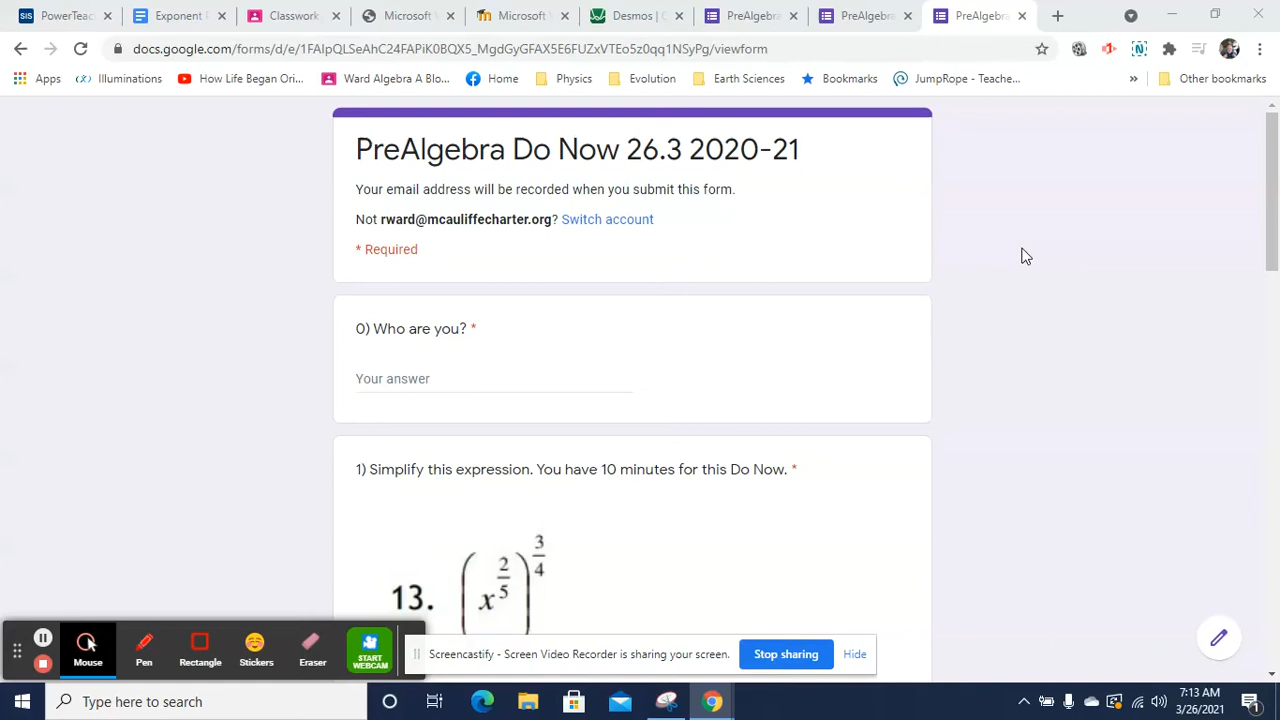 PowerTeac
Exponent F
Classwork
Microsoft V
Microsoft M
Desmos | C
PreAlgebra
PreAlgebra
PreAlgebra
docs.google.com/forms/d/e/1FAIpQLSeAhC24FAPiK0BQX5_MgdGyGFAX5E6FUZxVTEo5z0qq1NSyPg/viewform
Apps
Illuminations
How Life Began Ori...
Ward Algebra A Blo...
Home
Physics
Evolution
Earth Sciences
Bookmarks
JumpRope - Teache...
»
Other bookmarks
PreAlgebra Do Now 26.3 2020-21
Your email address will be recorded when you submit this form.
Not rward@mcauliffecharter.org? Switch account
* Required
0) Who are you? *
Your answer
1) Simplify this expression. You have 10 minutes for this Do Now. *
13. (x^{2/5})^{3/4}
Mouse
Pen
Rectangle
Stickers
Eraser
START WEBCAM
Screencastify - Screen Video Recorder is sharing your screen.
Stop sharing
Hide
Type here to search
7:13 AM
3/26/2021
1